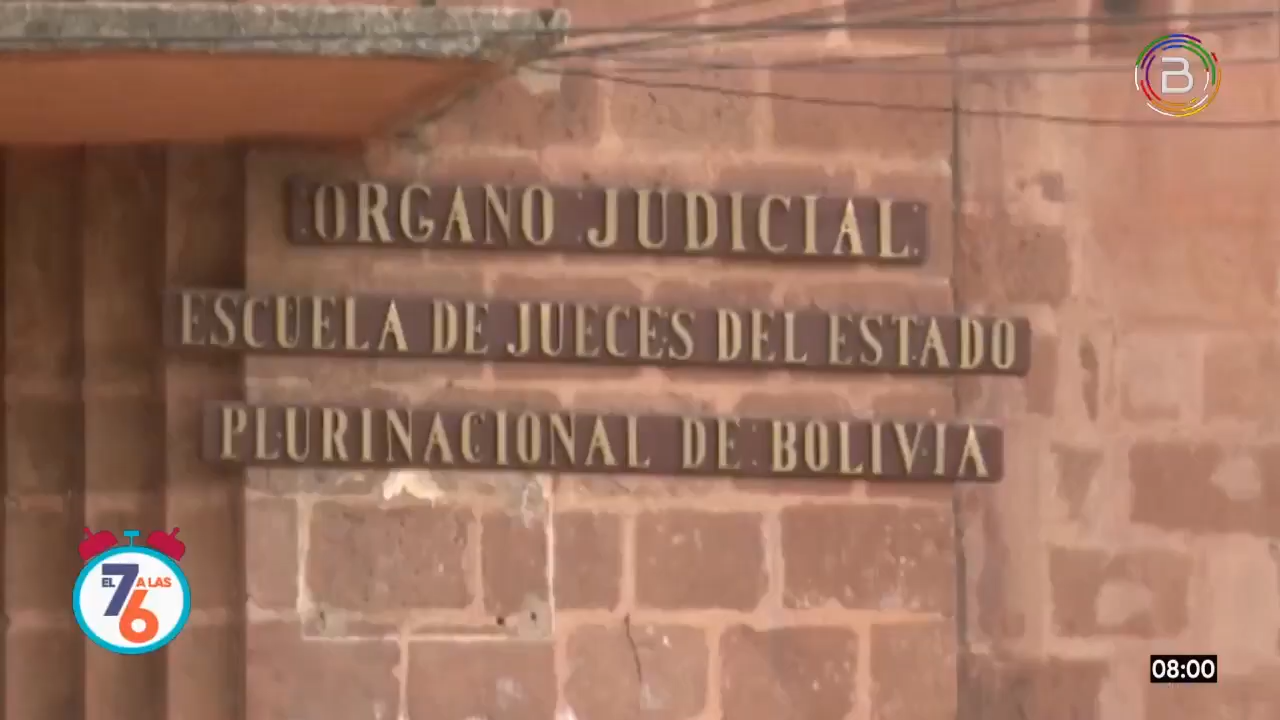 B
ORGANO JUDICIAL
ESCUELA DE JUECES DEL ESTADO
PLURINACIONAL DE BOLIVIA
EL 7 A LAS 6
08:00